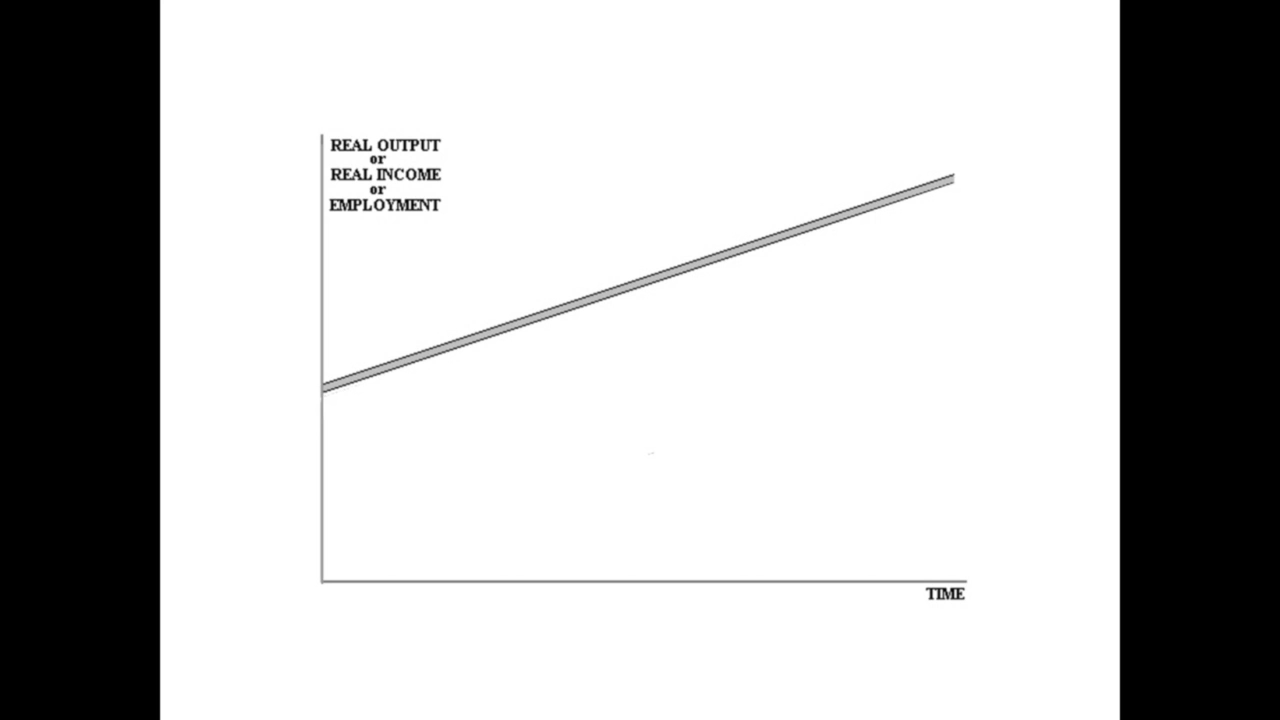 REAL OUTPUT
or
REAL INCOME
or
EMPLOYMENT
TIME